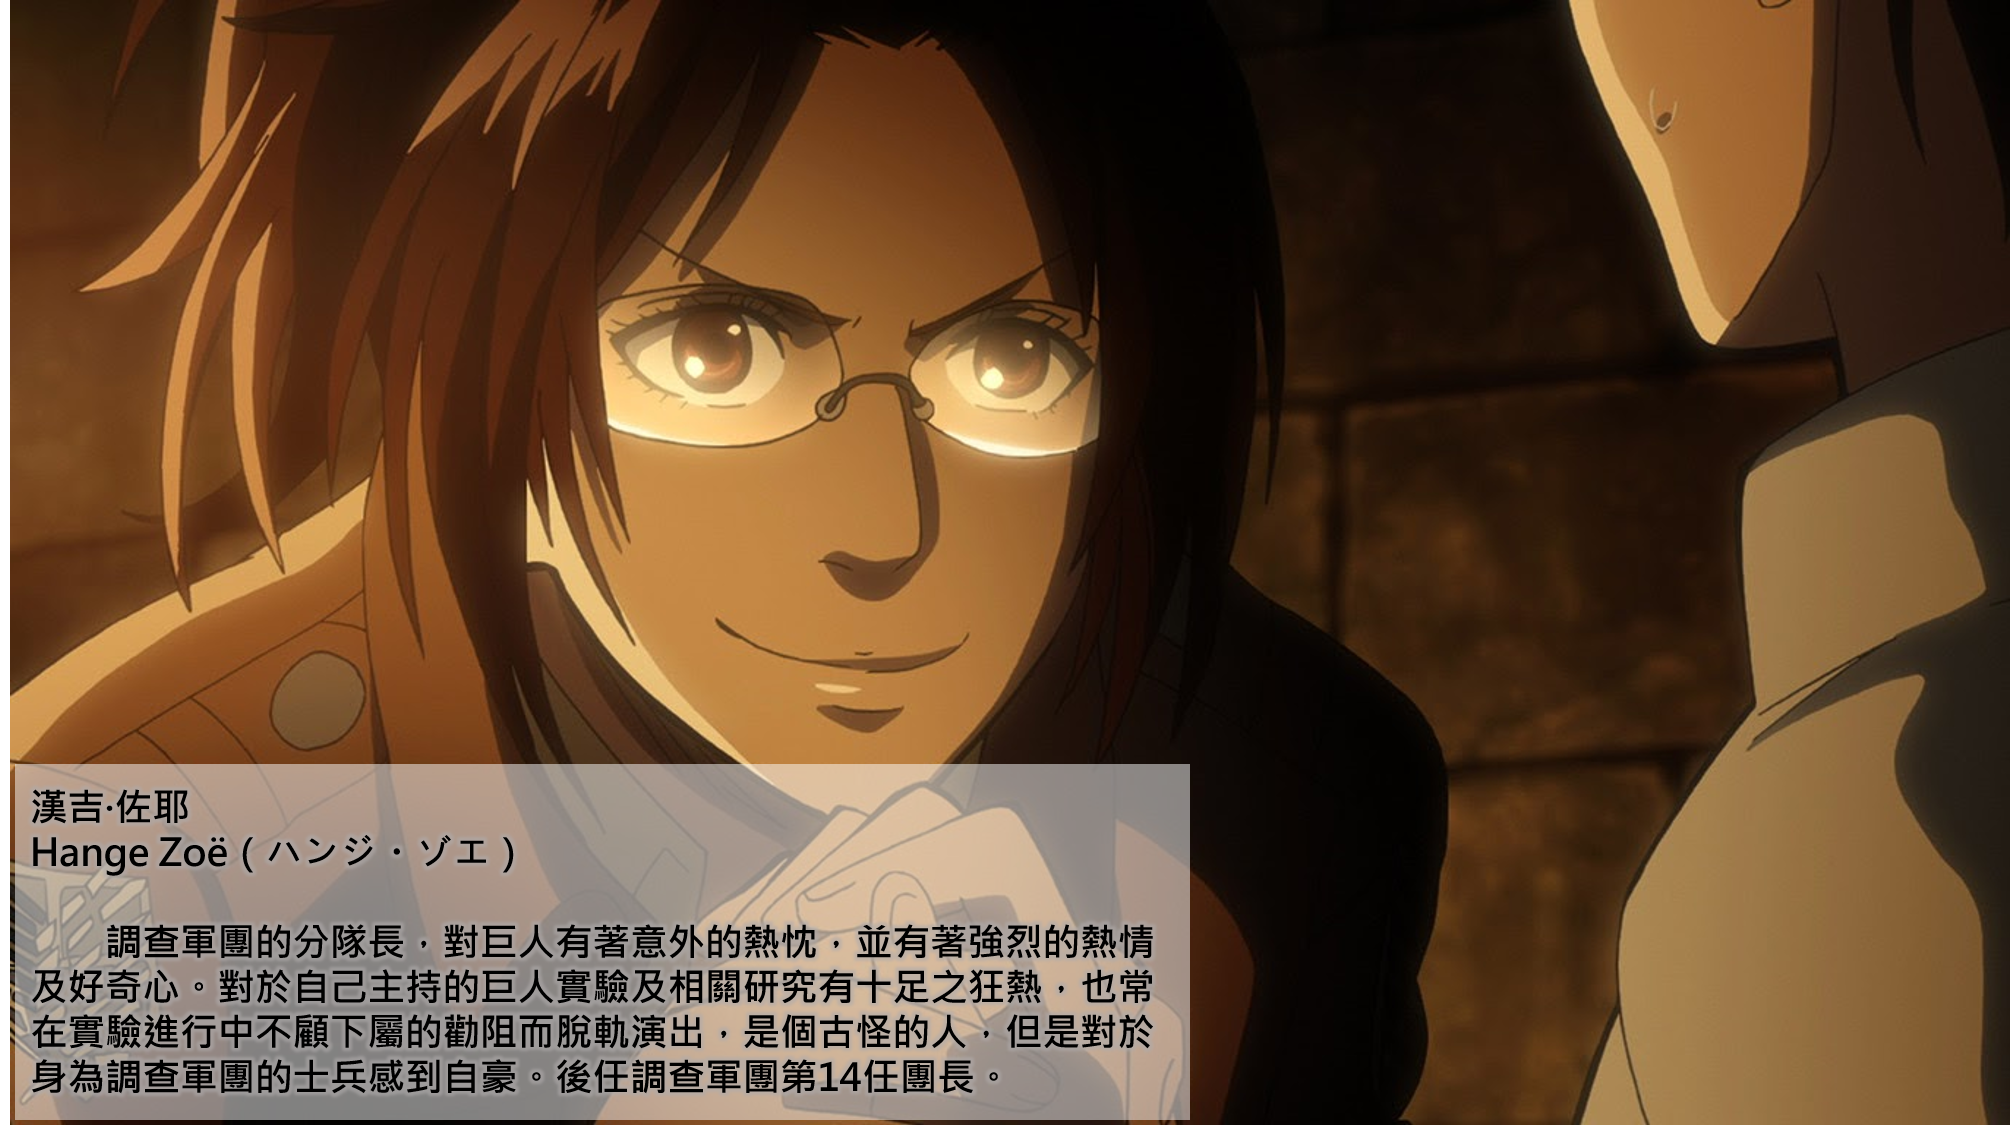 漢吉·佐耶
Hange Zoë（ハンジ・ゾエ）
調查軍團的分隊長，對巨人有著意外的熱忱，並有著強烈的熱情
及好奇心。對於自己主持的巨人實驗及相關研究有十足之狂熱，也常
在實驗進行中不顧下屬的勸阻而脫軌演出，是個古怪的人，但是對於
身為調查軍團的士兵感到自豪。後任調查軍團第14任團長。